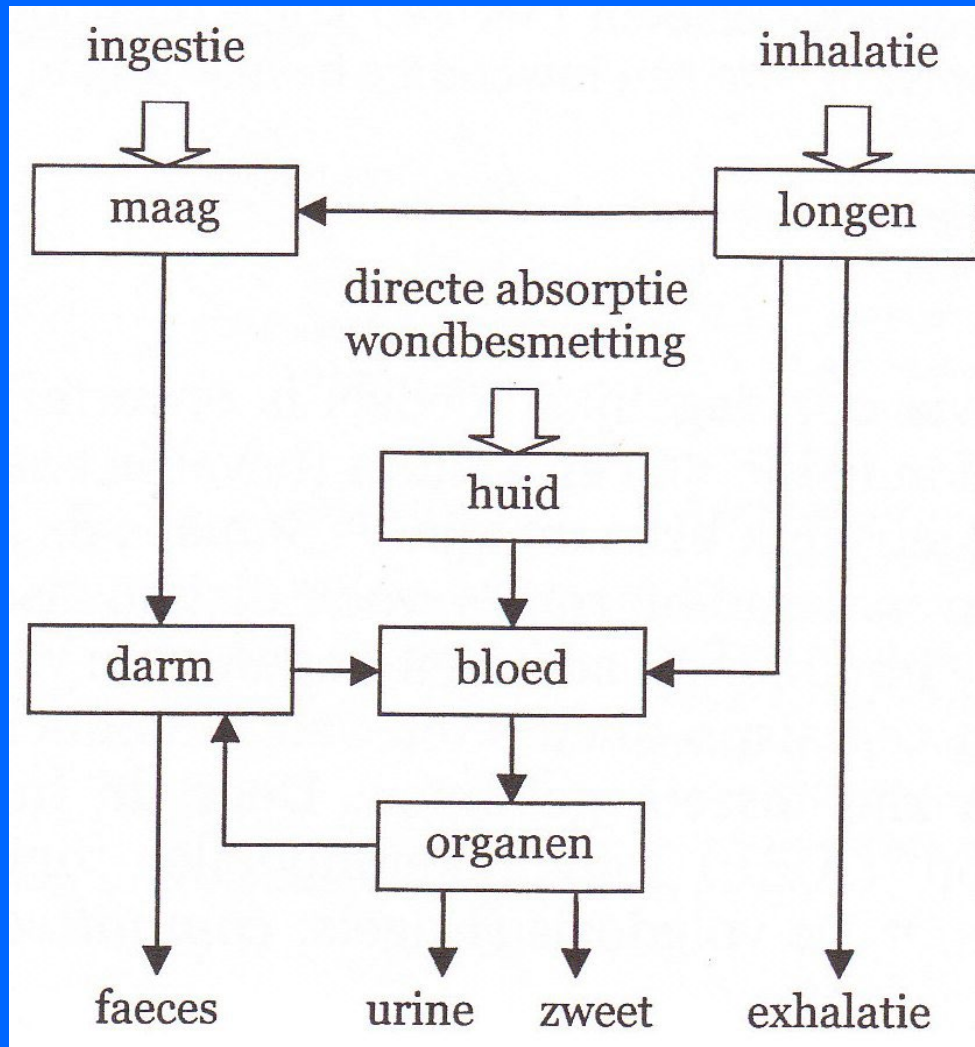 ingestie
inhalatie
maag
longen
directe absorptie
wondbesmetting
huid
darm
bloed
organen
faeces
urine
zweet
exhalatie